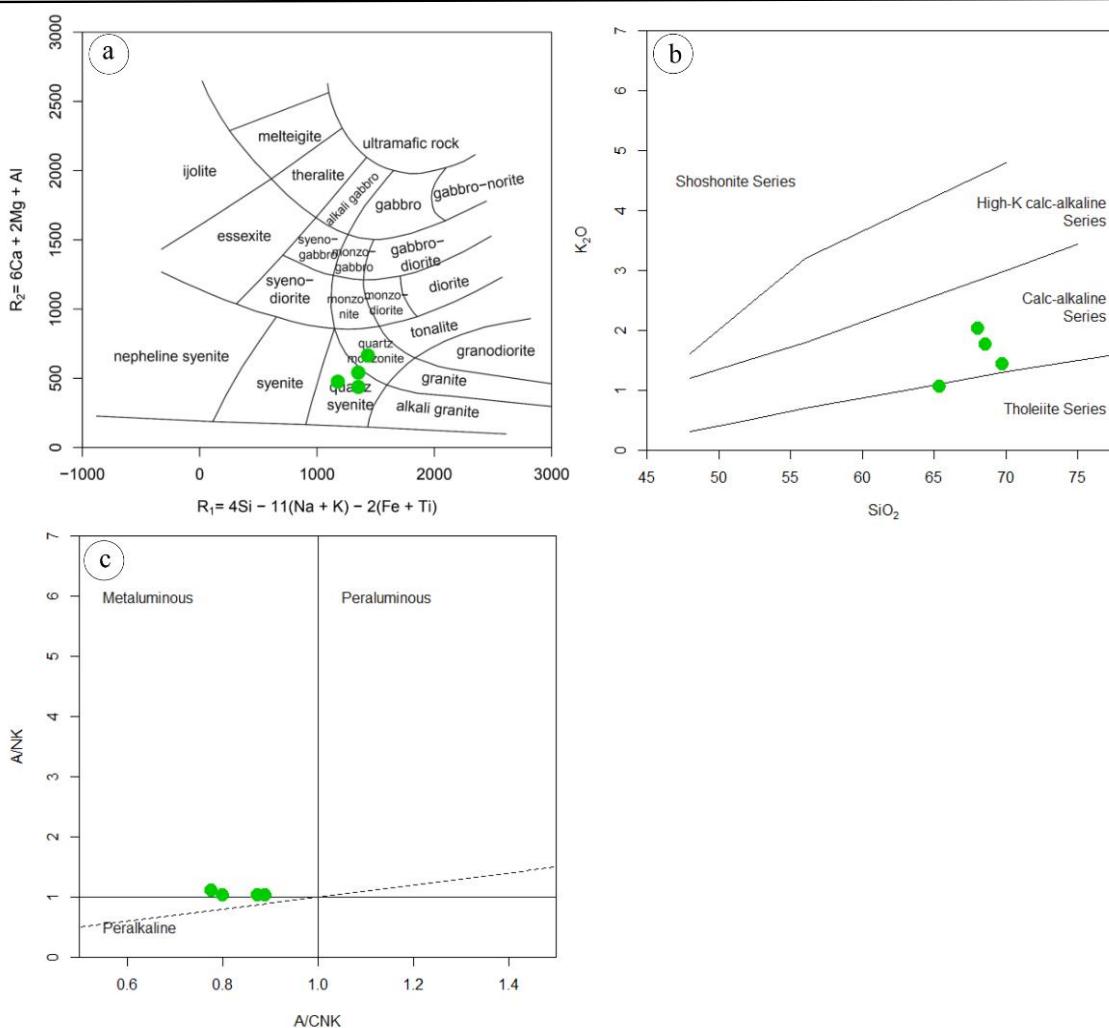 a
3000
2500
2000
1500
1000
500
0
R₂= 6Ca + 2Mg + Al
melteigite
ultramafic rock
ijolite
theralite
alkali gabbro
gabbro
gabbro−norite
essexite
syeno−
gabbro
monzo−
gabbro
gabbro−
diorite
syeno−
diorite
monzo−
nite
monzo−
diorite
diorite
tonalite
nepheline syenite
quartz
monzonite
granodiorite
syenite
granite
quartz
syenite
alkali granite
−1000
0
1000
2000
3000
R₁= 4Si − 11(Na + K) − 2(Fe + Ti)
b
7
6
5
4
3
2
1
0
K₂O
Shoshonite Series
High-K calc-alkaline
Series
Calc-alkaline
Series
Tholeiite Series
45
50
55
60
65
70
75
SiO₂
c
7
6
5
4
3
2
1
0
A/NK
Metaluminous
Peraluminous
Peralkaline
0.6
0.8
1.0
1.2
1.4
A/CNK